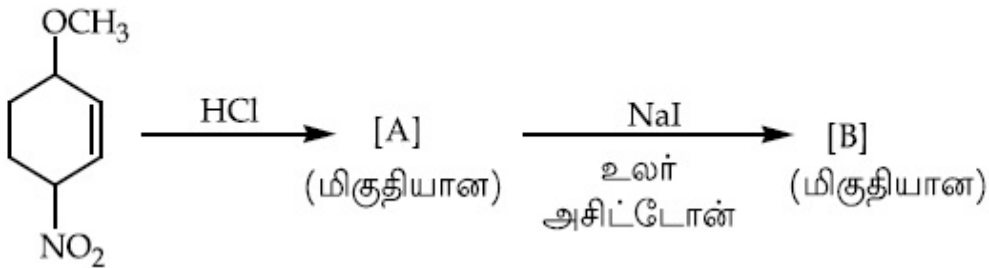 OCH₃
HCl
[A]
(மிகுதியான)
NaI
உலர்
அசிட்டோன்
[B]
(மிகுதியான)
NO₂